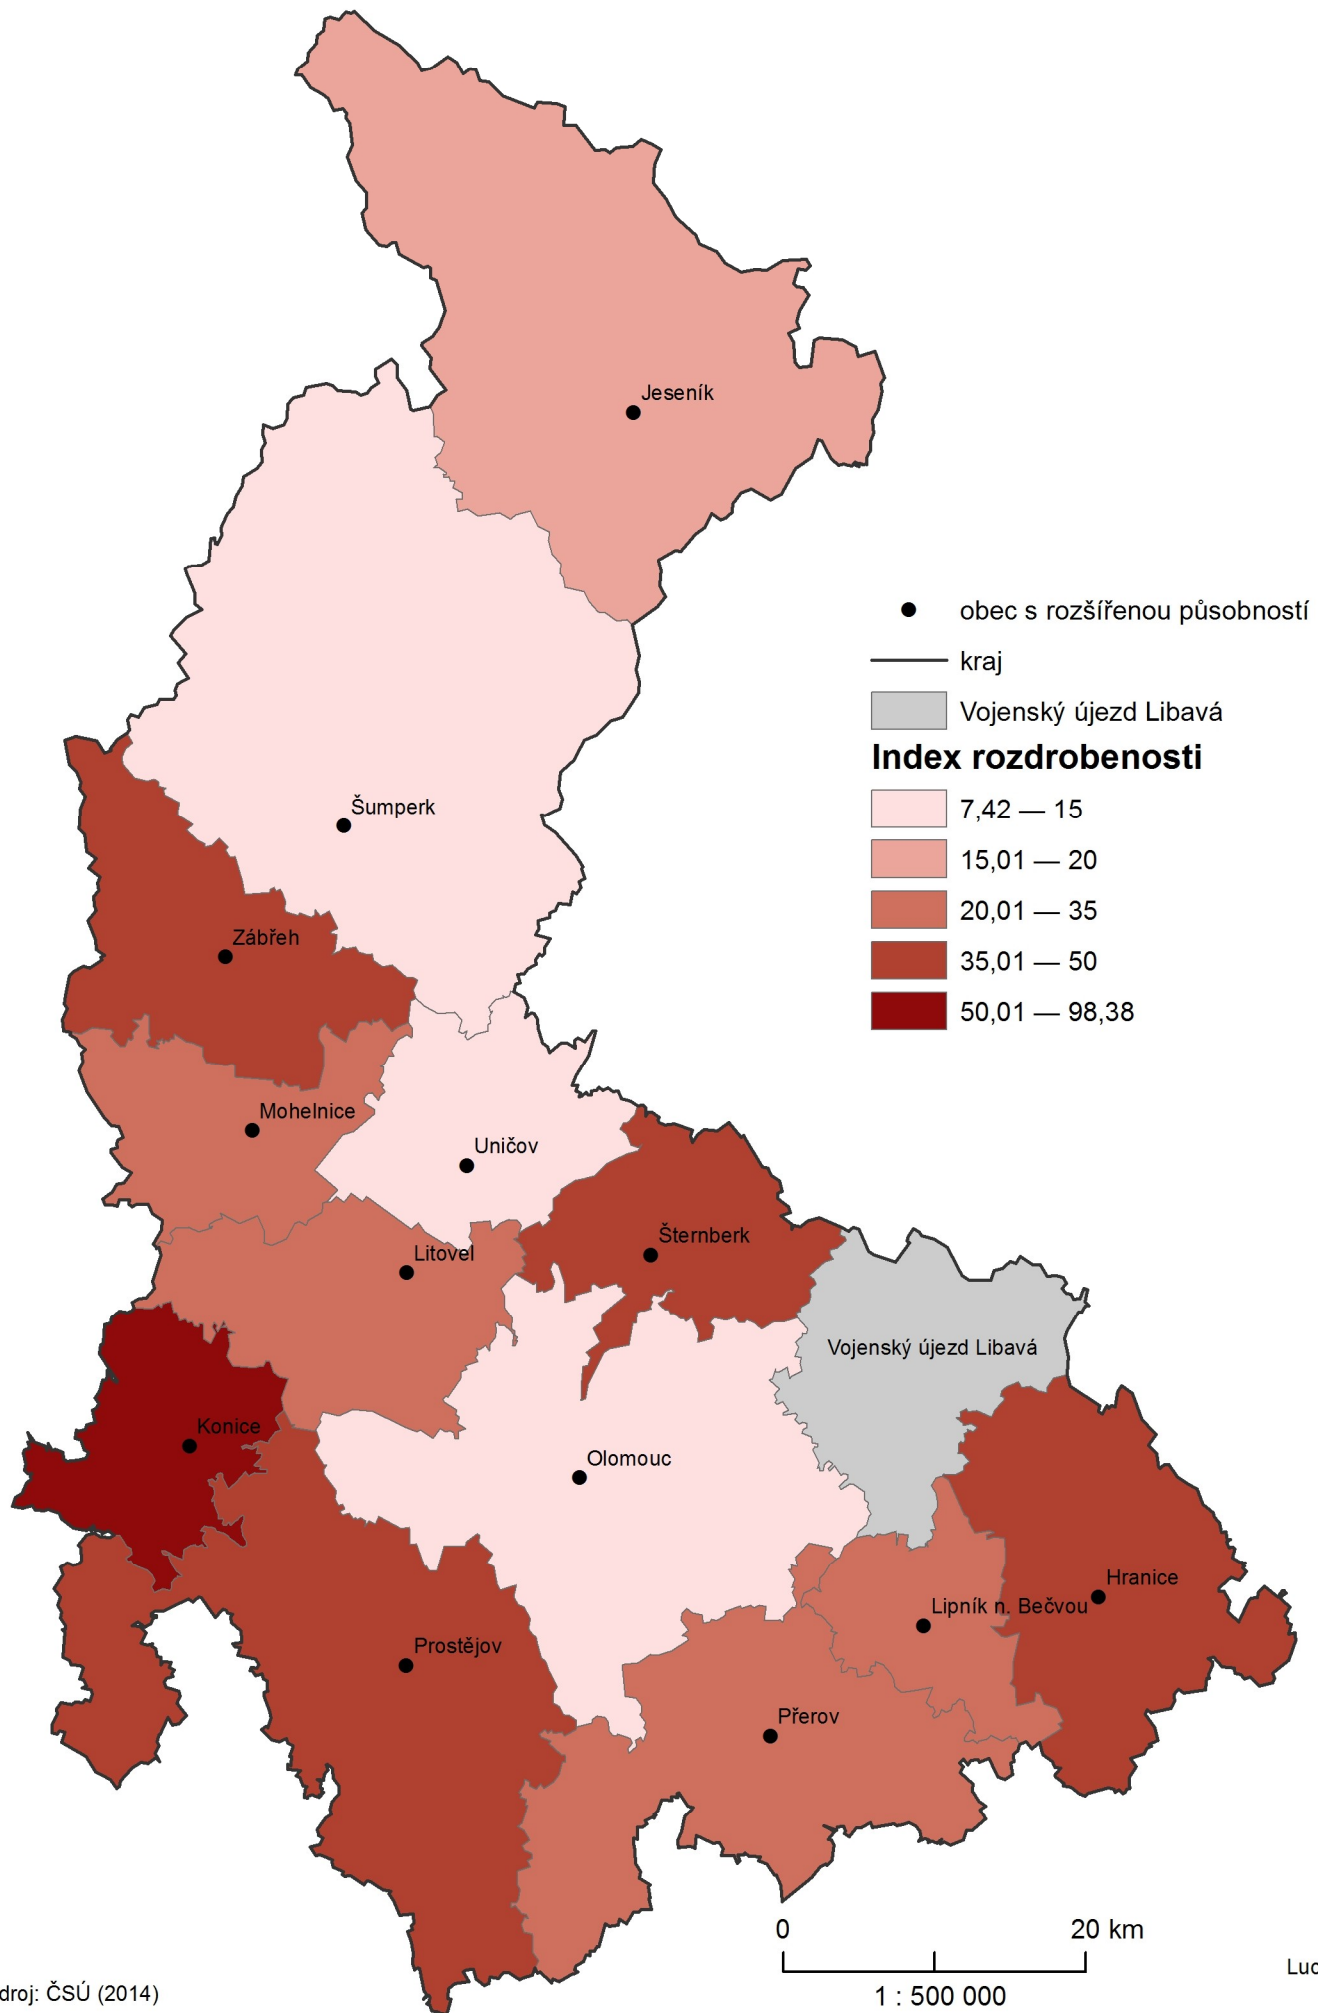 Jeseník
obec s rozšířenou působností
kraj
Vojenský újezd Libavá
Index rozdrobenosti
7,42 — 15
15,01 — 20
20,01 — 35
35,01 — 50
50,01 — 98,38
Šumperk
Zábřeh
Mohelnice
Uničov
Šternberk
Litovel
Vojenský újezd Libavá
Konice
Olomouc
Hranice
Lipník n. Bečvou
Prostějov
Přerov
0 20 km
1 : 500 000
droj: ČSÚ (2014)
Luc